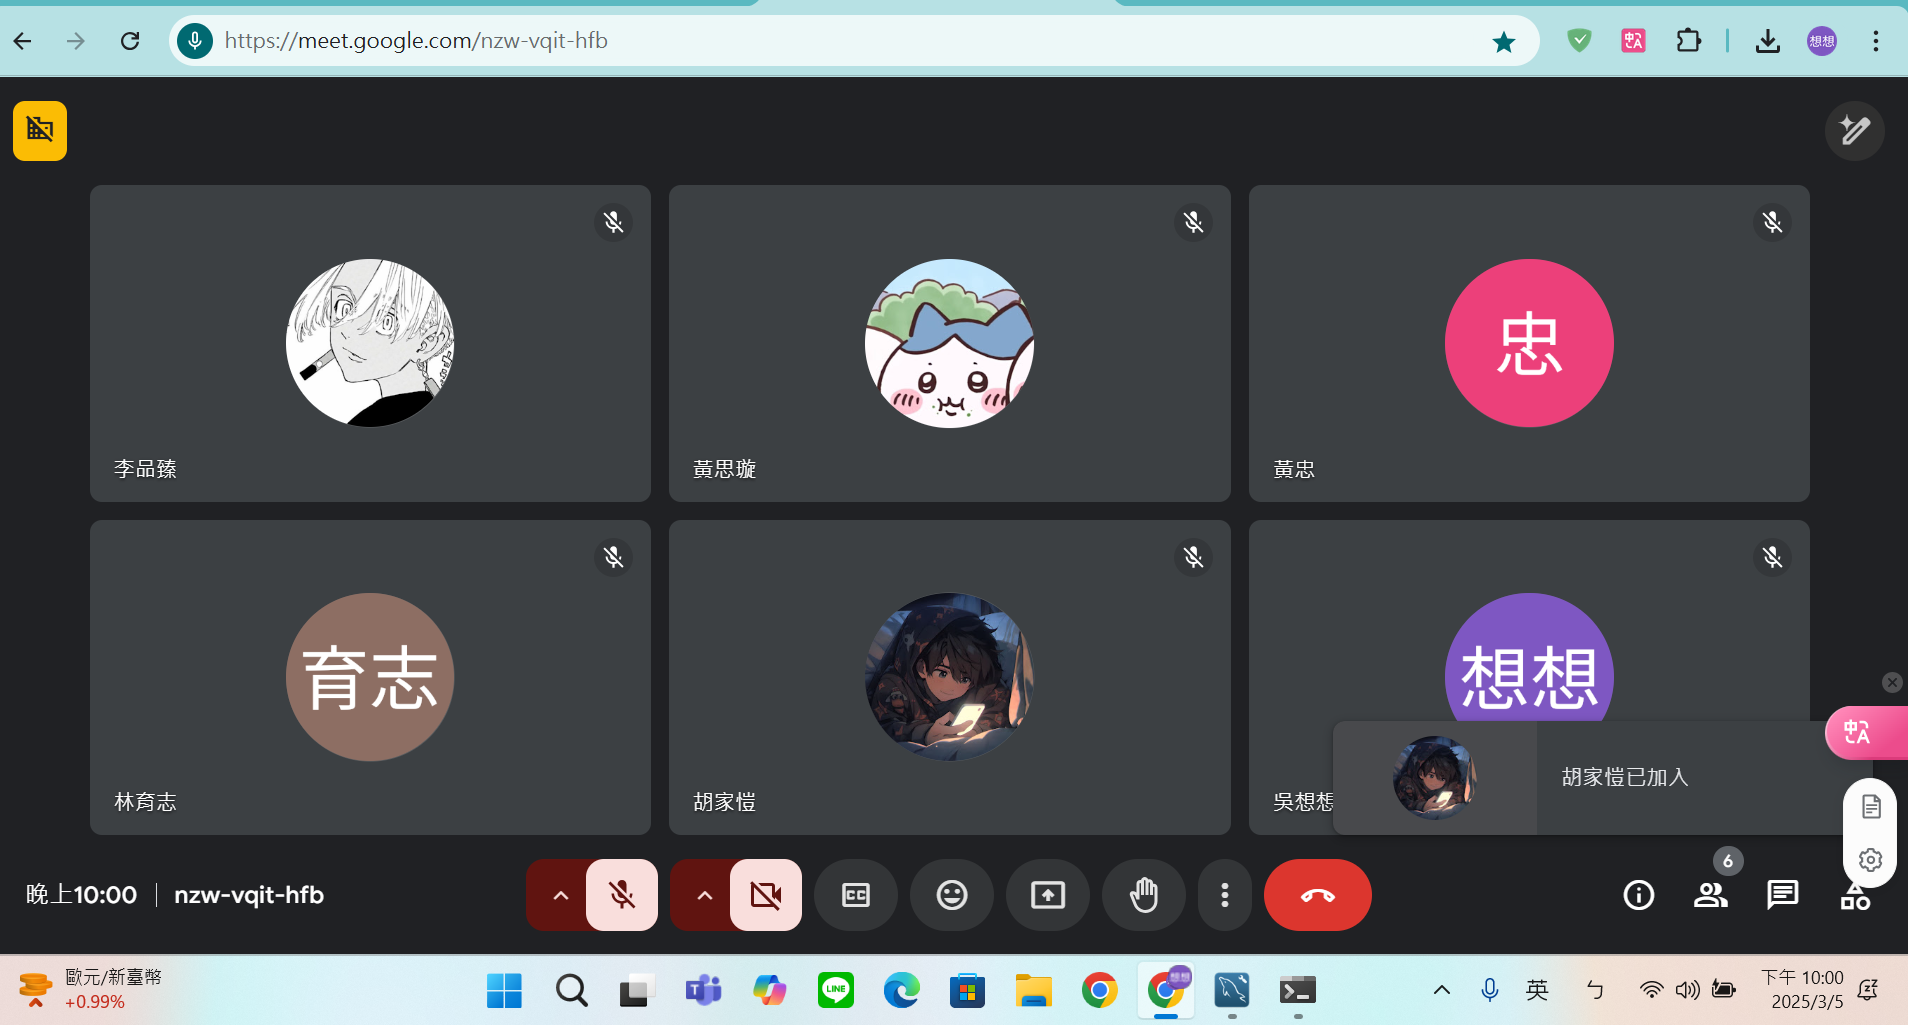 https://meet.google.com/nzw-vqit-hfb
想想
李品臻
黃思璇
忠
黃忠
育志
林育志
胡家愷
想想
吳想想
胡家愷已加入
晚上10:00
nzw-vqit-hfb
6
歐元/新臺幣
+0.99%
LINE
英
ㄅ
下午 10:00
2025/3/5